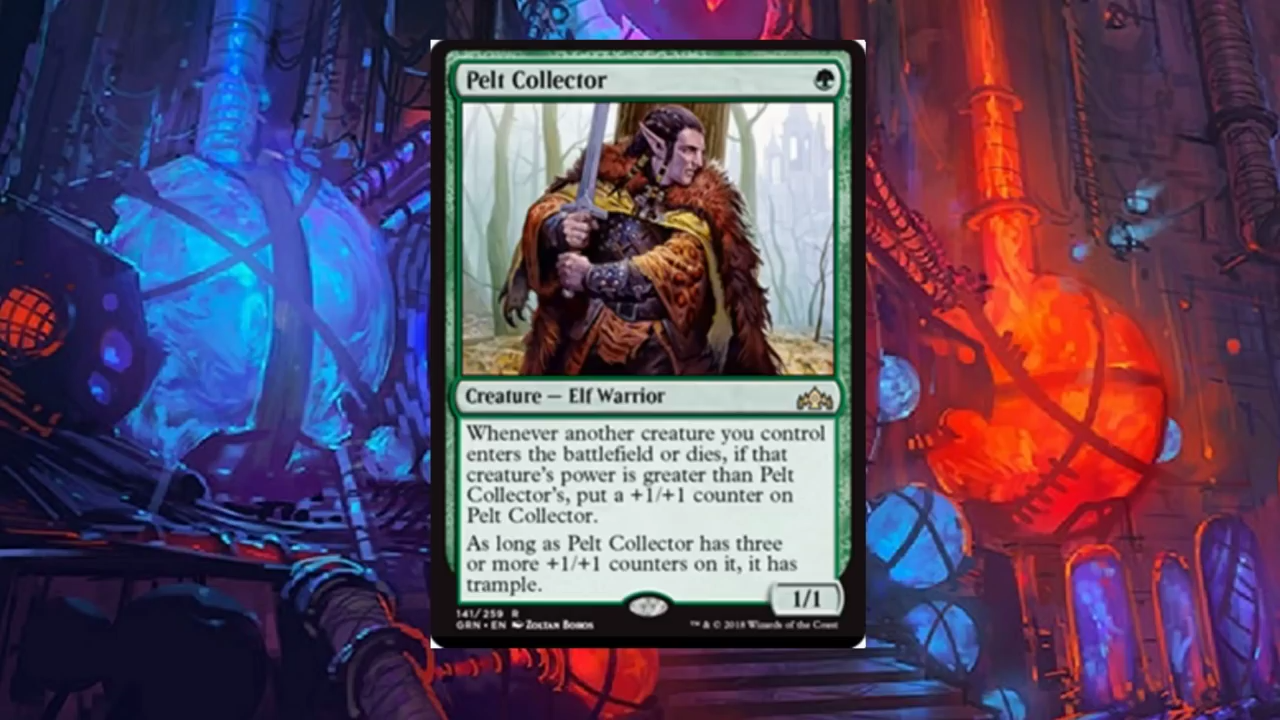 Pelt Collector
Creature — Elf Warrior
Whenever another creature you control
enters the battlefield or dies, if that
creature's power is greater than Pelt
Collector's, put a +1/+1 counter on
Pelt Collector.
As long as Pelt Collector has three
or more +1/+1 counters on it, it has
trample.
1/1
141/259 R
GRN • EN Zoltan Boros
™ & © 2018 Wizards of the Coast